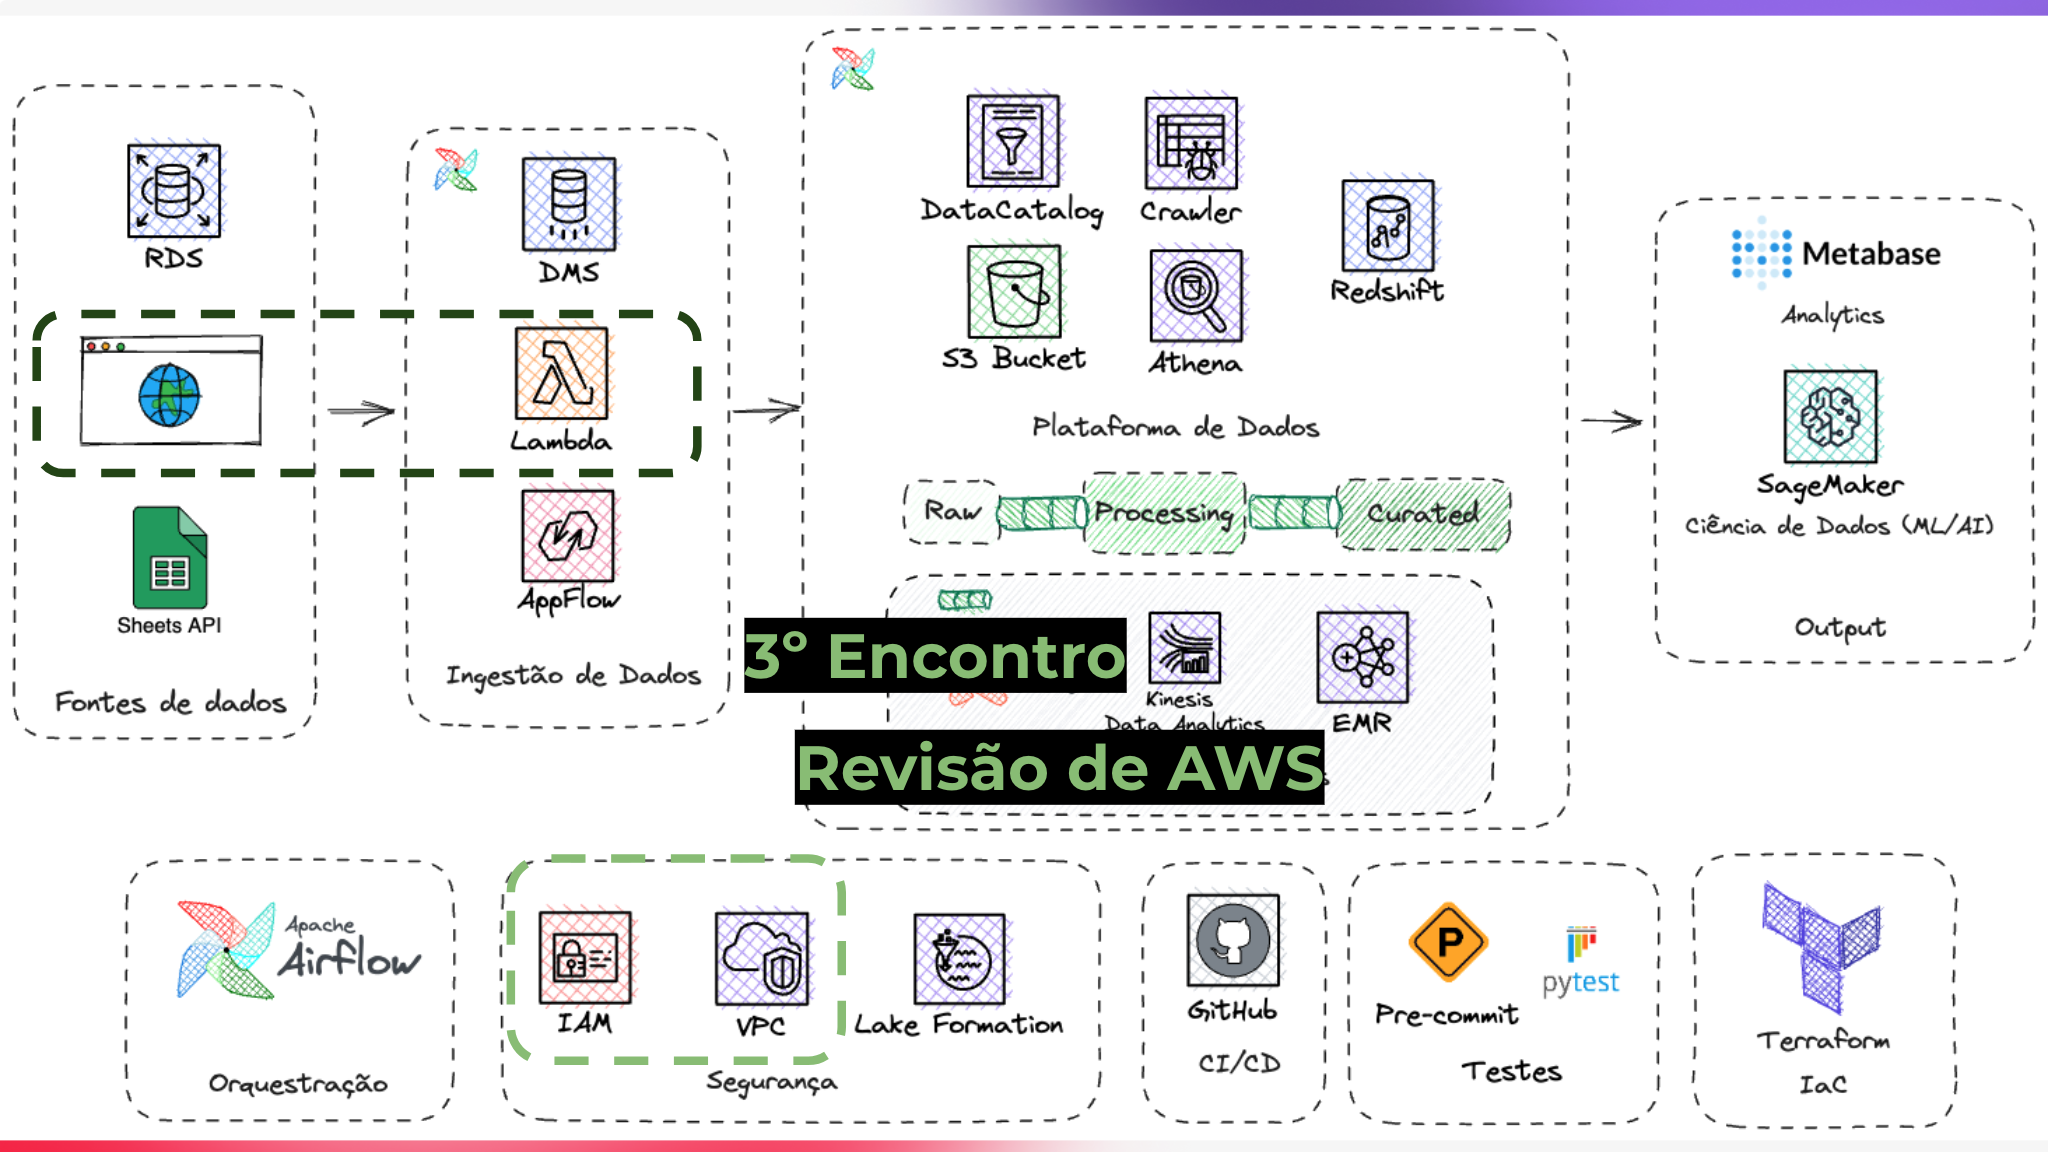 RDS
Sheets API
Fontes de dados
DMS
Lambda
AppFlow
Ingestão de Dados
DataCatalog
Crawler
S3 Bucket
Athena
Redshift
Plataforma de Dados
Raw
Processing
Curated
Kinesis
Data Analytics
EMR
3º Encontro
Revisão de AWS
Metabase
Analytics
SageMaker
Ciência de Dados (ML/AI)
Output
Apache
Airflow
Orquestração
IAM
VPC
Lake Formation
Segurança
GitHub
CI/CD
P
Pre-commit
pytest
Testes
Terraform
IaC